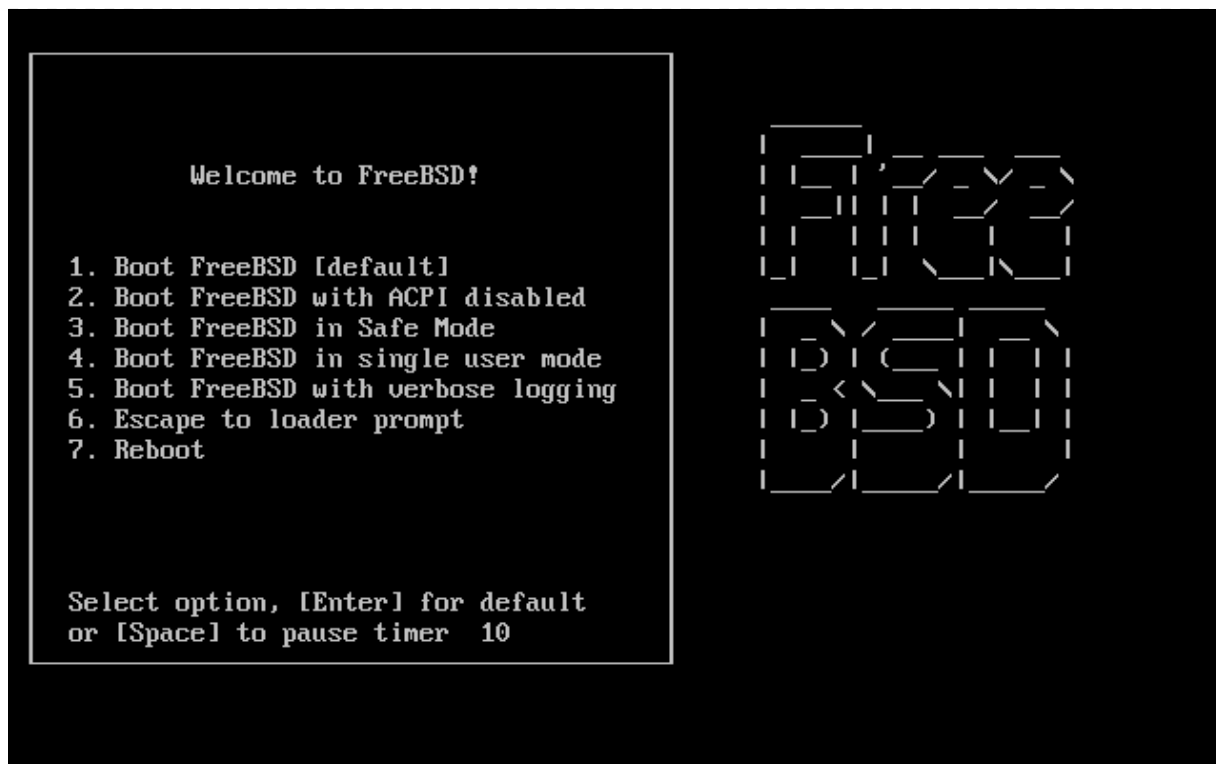 Welcome to FreeBSD!
1. Boot FreeBSD [default]
2. Boot FreeBSD with ACPI disabled
3. Boot FreeBSD in Safe Mode
4. Boot FreeBSD in single user mode
5. Boot FreeBSD with verbose logging
6. Escape to loader prompt
7. Reboot
Select option, [Enter] for default
or [Space] to pause timer  10
Free
BSD